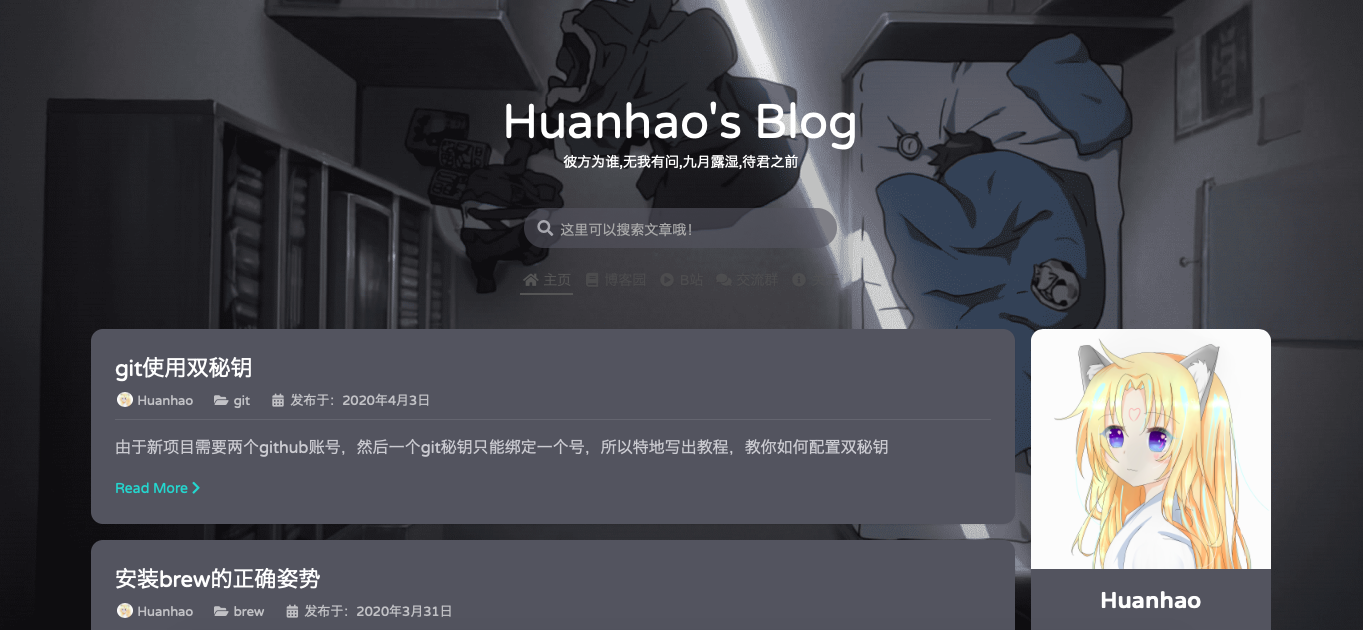 Huanhao's Blog
彼方为谁,无我有问,九月露湿,待君之前
这里可以搜索文章哦!
主页 博客园 B站 交流群
git使用双秘钥
Huanhao git 发布于：2020年4月3日
由于新项目需要两个github账号，然后一个git秘钥只能绑定一个号，所以特地写出教程，教你如何配置双秘钥
Read More
安装brew的正确姿势
Huanhao brew 发布于：2020年3月31日
Huanhao